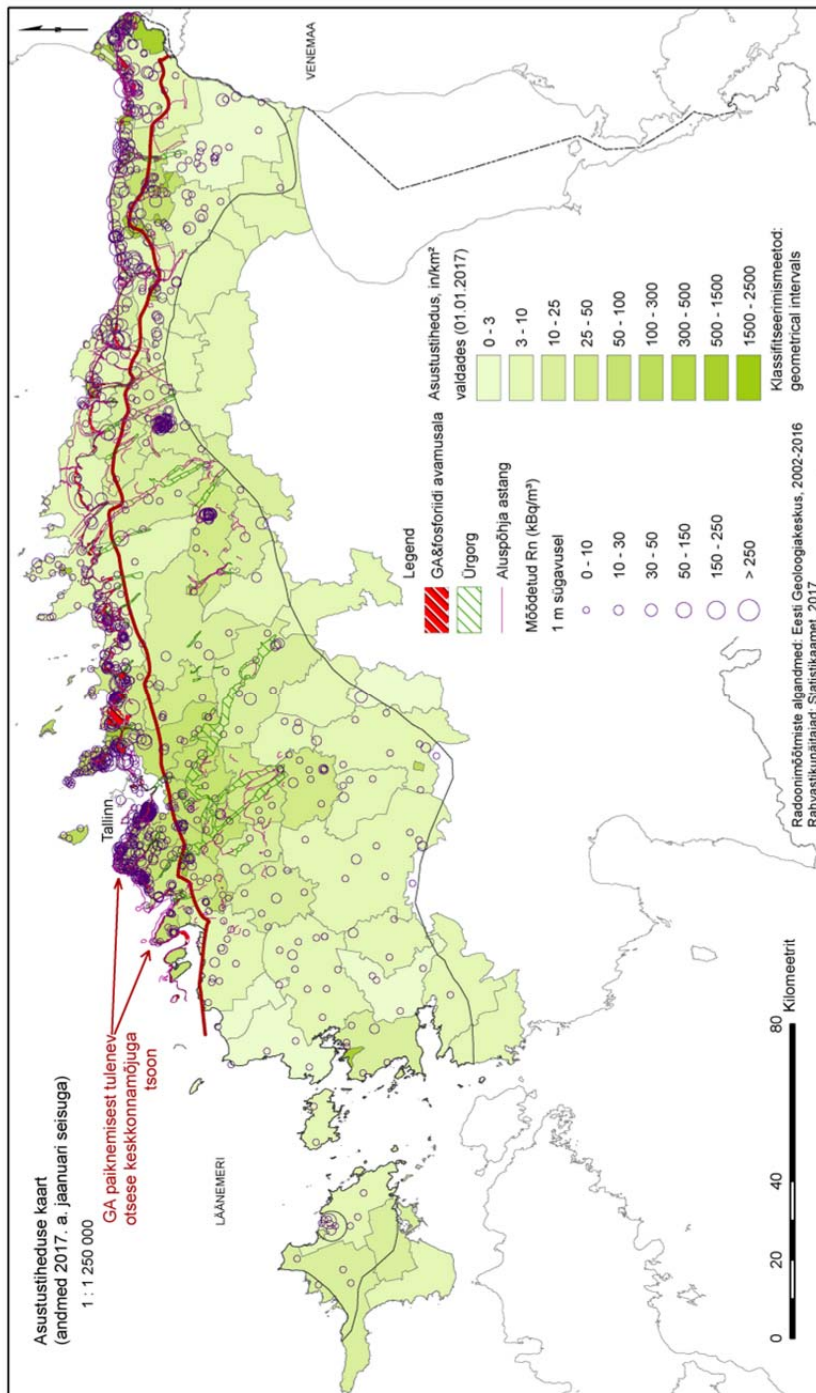 Asustustiheduse kaart
(andmed 2017. a. jaanuari seisuga)
1 : 1 250 000
GA paiknemisest tulenev
otsese keskkonnamõjuga
tsoon
Tallinn
LÄÄNEMERI
VENEMAA
Legend
GA&fosforiidi avamusala
Ürgorg
Aluspõhja astang
Mõõdetud Rn (kBq/m³)
1 m sügavusel
0 - 10
10 - 30
30 - 50
50 - 150
150 - 250
> 250
Asustustihedus, in/km²
valdades (01.01.2017)
0 - 3
3 - 10
10 - 25
25 - 50
50 - 100
100 - 300
300 - 500
500 - 1500
1500 - 2500
Klassifitseerimismeetod:
geometrical intervals
0 20 40 80
Kilomeetrit
Radoonimõõtmiste algandmed: Eesti Geoloogiakeskus, 2002-2016
Rahvastikunäitajad: Statistikaamet, 2017